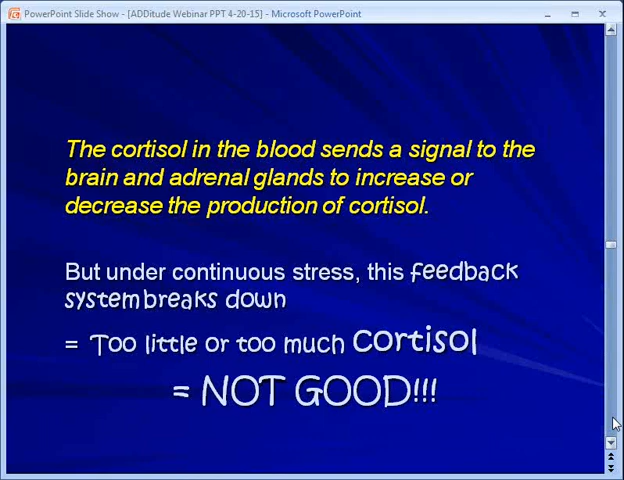 PowerPoint Slide Show - [ADDitude Webinar PPT 4-20-15] - Microsoft PowerPoint
The cortisol in the blood sends a signal to the
brain and adrenal glands to increase or
decrease the production of cortisol.
But under continuous stress, this feedback
system breaks down
= Too little or too much cortisol
= NOT GOOD!!!